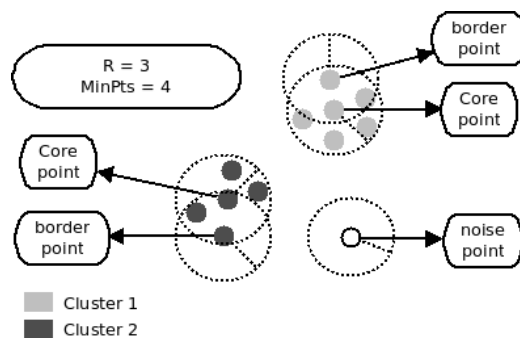 R = 3
MinPts = 4
border
point
Core
point
Core
point
border
point
noise
point
Cluster 1
Cluster 2